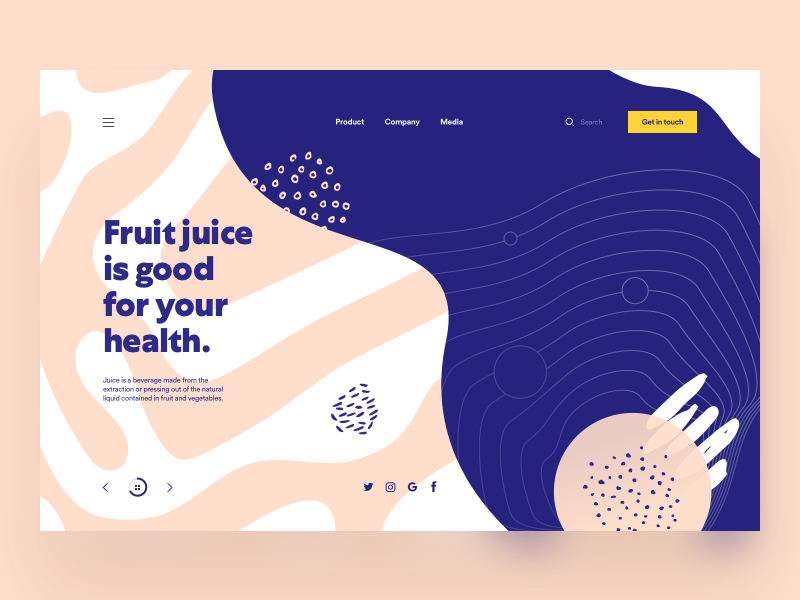 Product Company Media Search Get in touch
Fruit juice
is good
for your
health.
Juice is a beverage made from the
extraction or pressing out of the natural
liquid contained in fruit and vegetables.